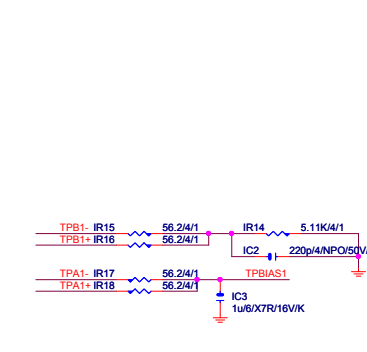 TPB1- IR15 56.2/4/1 IR14 5.11K/4/1
TPB1+ IR16 56.2/4/1
IC2 220p/4/NPO/50V/
TPA1- IR17 56.2/4/1 TPBIAS1
TPA1+ IR18 56.2/4/1
IC3
1u/6/X7R/16V/K